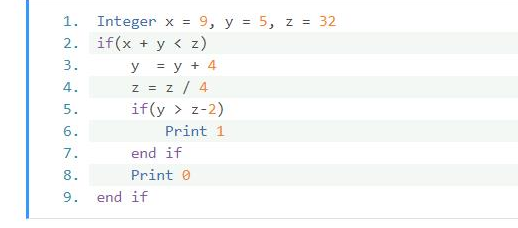 1. Integer x = 9, y = 5, z = 32
2. if(x + y < z)
3.     y  = y + 4
4.     z = z / 4
5.     if(y > z-2)
6.         Print 1
7.     end if
8.     Print 0
9. end if